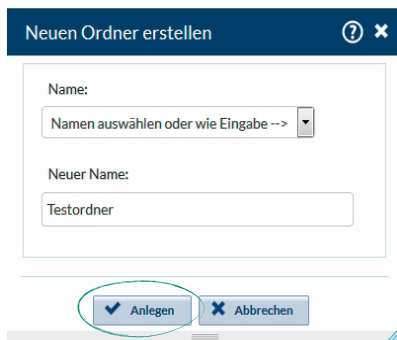 Neuen Ordner erstellen
Name:
Namen auswählen oder wie Eingabe -->
Neuer Name:
Testordner
Anlegen Abbrechen